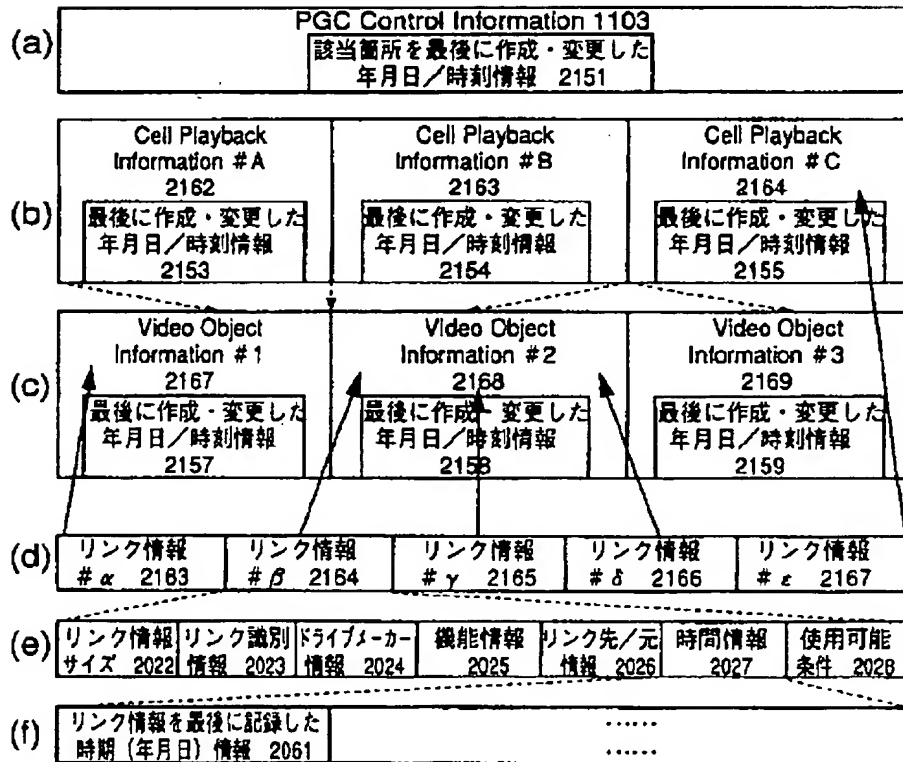 (a)
PGC Control Information 1103
該当箇所を最後に作成・変更した
年月日／時刻情報 2151
(b)
Cell Playback
Information #A
2162
最後に作成・変更した
年月日／時刻情報
2153
Cell Playback
Information #B
2163
最後に作成・変更した
年月日／時刻情報
2154
Cell Playback
Information #C
2164
最後に作成・変更した
年月日／時刻情報
2155
(c)
Video Object
Information #1
2167
最後に作成・変更した
年月日／時刻情報
2157
Video Object
Information #2
2168
最後に作成・変更した
年月日／時刻情報
2158
Video Object
Information #3
2169
最後に作成・変更した
年月日／時刻情報
2159
(d)
リンク情報
#α 2163
リンク情報
#β 2164
リンク情報
#γ 2165
リンク情報
#δ 2166
リンク情報
#ε 2167
(e)
リンク情報
サイズ 2022
リンク識別
情報 2023
ドライブメーカー
情報 2024
機能情報
2025
リンク先／元
情報 2026
時間情報
2027
使用可能
条件 2028
(f)
リンク情報を最後に記録した
時期（年月日）情報 2061
……
……